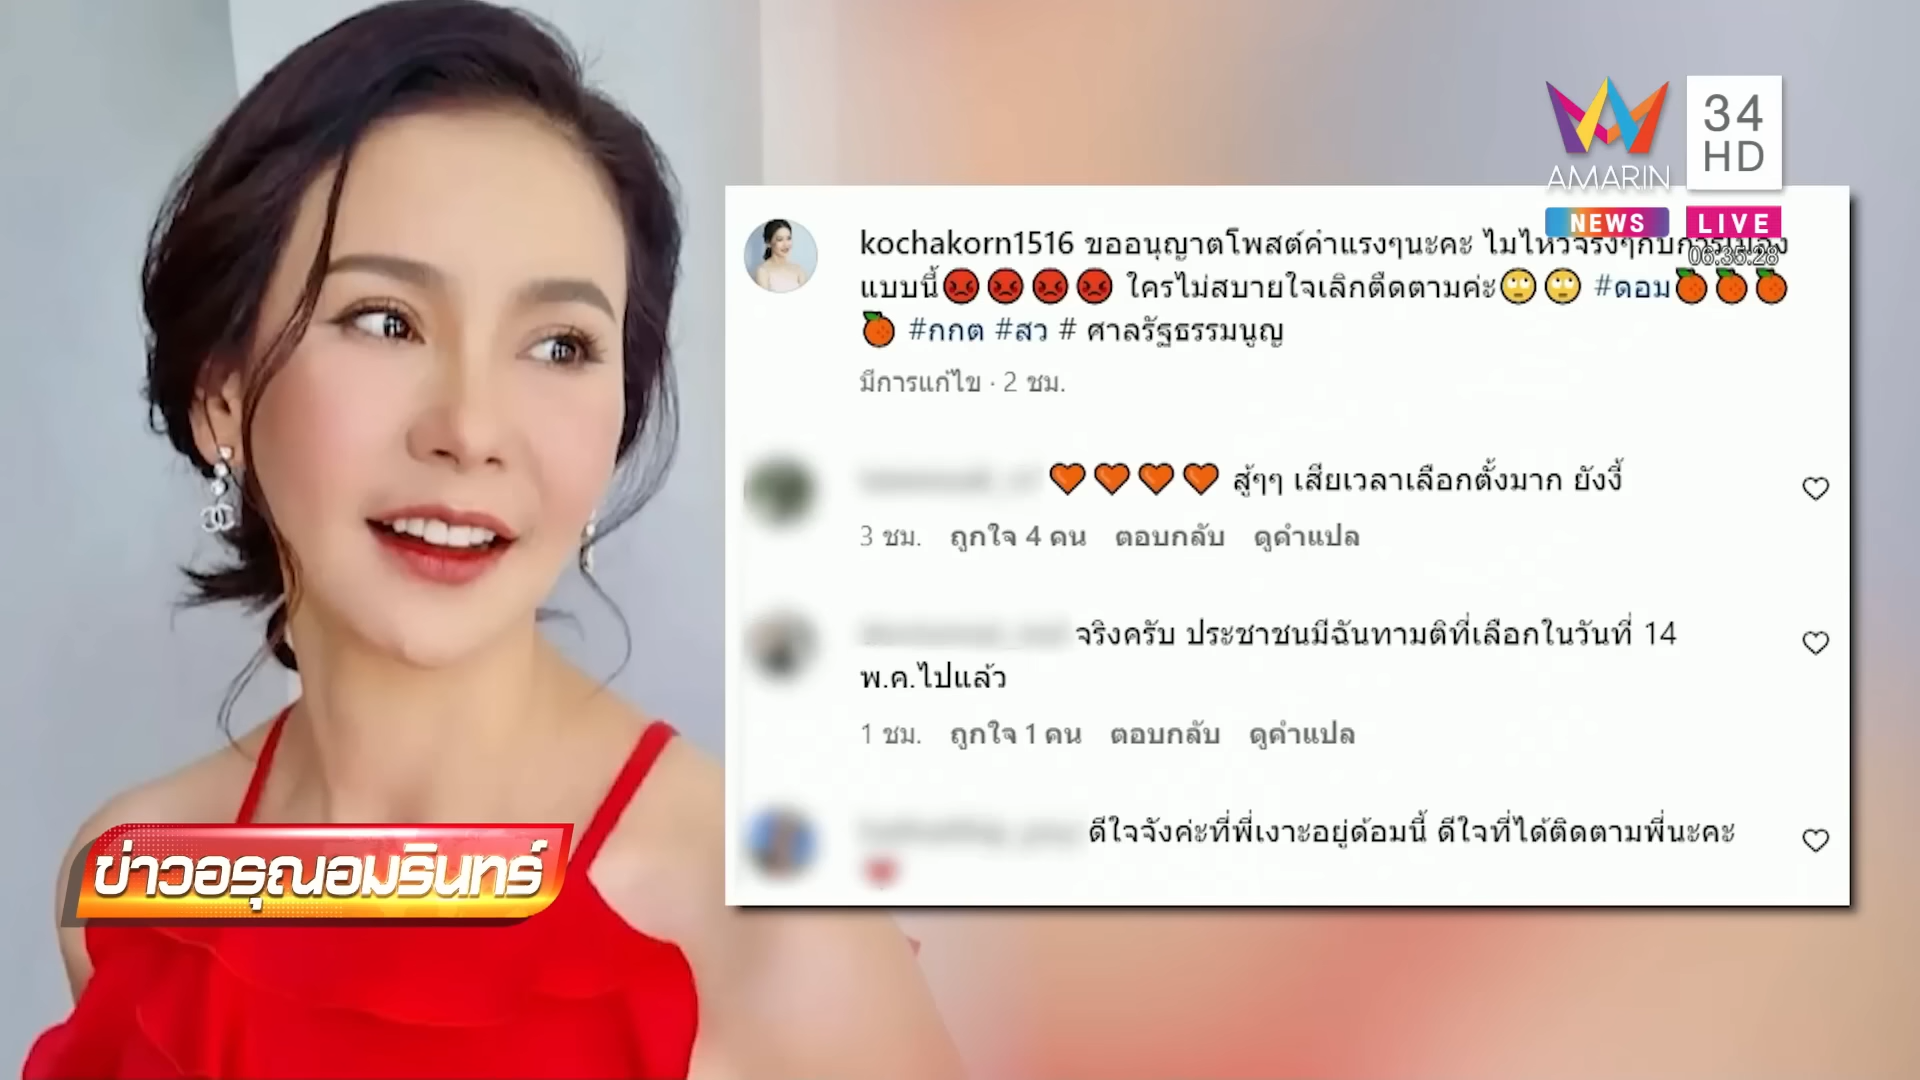 34
HD
AMARIN
NEWS LIVE
06:35:28
kochakorn1516 ขออนุญาตโพสต์คำแรงๆนะคะ ไม่ไหวจริงๆกับการเมือง
แบบนี้😡😡😡😡 ใครไม่สบายใจเลิกตืดตามค่ะ🙄🙄 #ดอม🍊🍊🍊
🍊 #กกต #สว # ศาลรัฐธรรมนูญ
มีการแก้ไข · 2 ชม.
🧡🧡🧡🧡 สู้ๆๆ เสียเวลาเลือกตั้งมาก ยังงี้
3 ชม. ถูกใจ 4 คน ตอบกลับ ดูคำแปล
จริงครับ ประชาชนมีฉันทามติที่เลือกในวันที่ 14
พ.ค.ไปแล้ว
1 ชม. ถูกใจ 1 คน ตอบกลับ ดูคำแปล
ดีใจจังค่ะที่พี่เงาะอยู่ด้อมนี้ ดีใจที่ได้ติดตามพี่นะคะ
ข่าวอรุณอมรินทร์